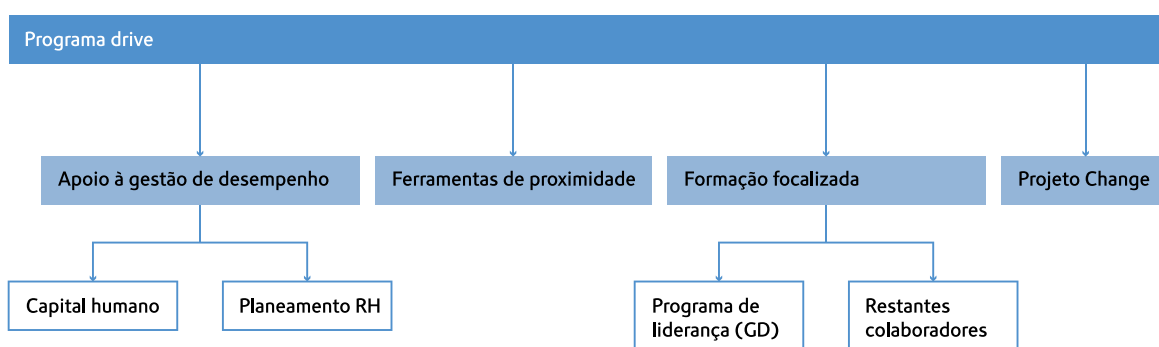 Programa drive
Apoio à gestão de desempenho
Ferramentas de proximidade
Formação focalizada
Projeto Change
Capital humano
Planeamento RH
Programa de
liderança (GD)
Restantes
colaboradores